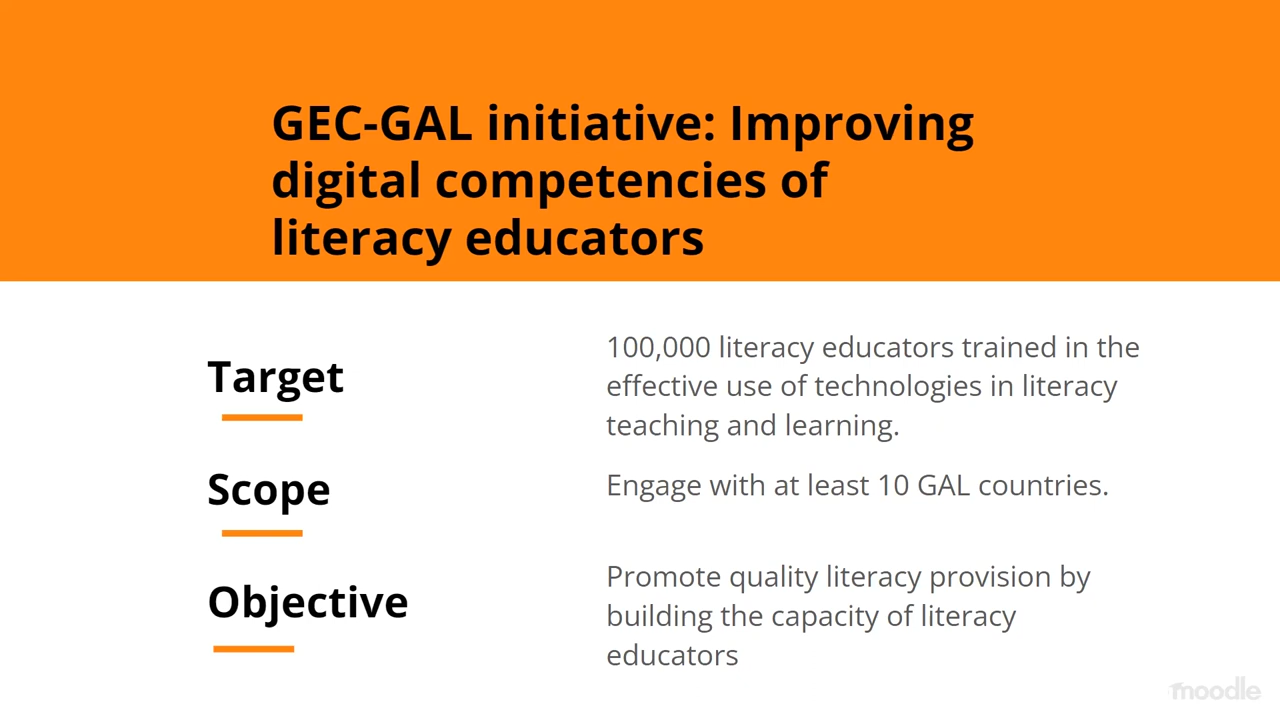 GEC-GAL initiative: Improving
digital competencies of
literacy educators
Target
100,000 literacy educators trained in the
effective use of technologies in literacy
teaching and learning.
Scope
Engage with at least 10 GAL countries.
Objective
Promote quality literacy provision by
building the capacity of literacy
educators
moodle